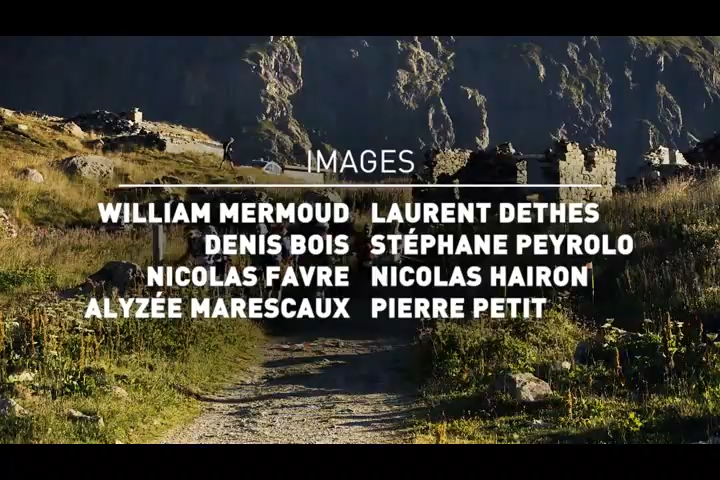 IMAGES
WILLIAM MERMOUD LAURENT DETHES
DENIS BOIS STÉPHANE PEYROLO
NICOLAS FAVRE NICOLAS HAIRON
ALYZÉE MARESCAUX PIERRE PETIT